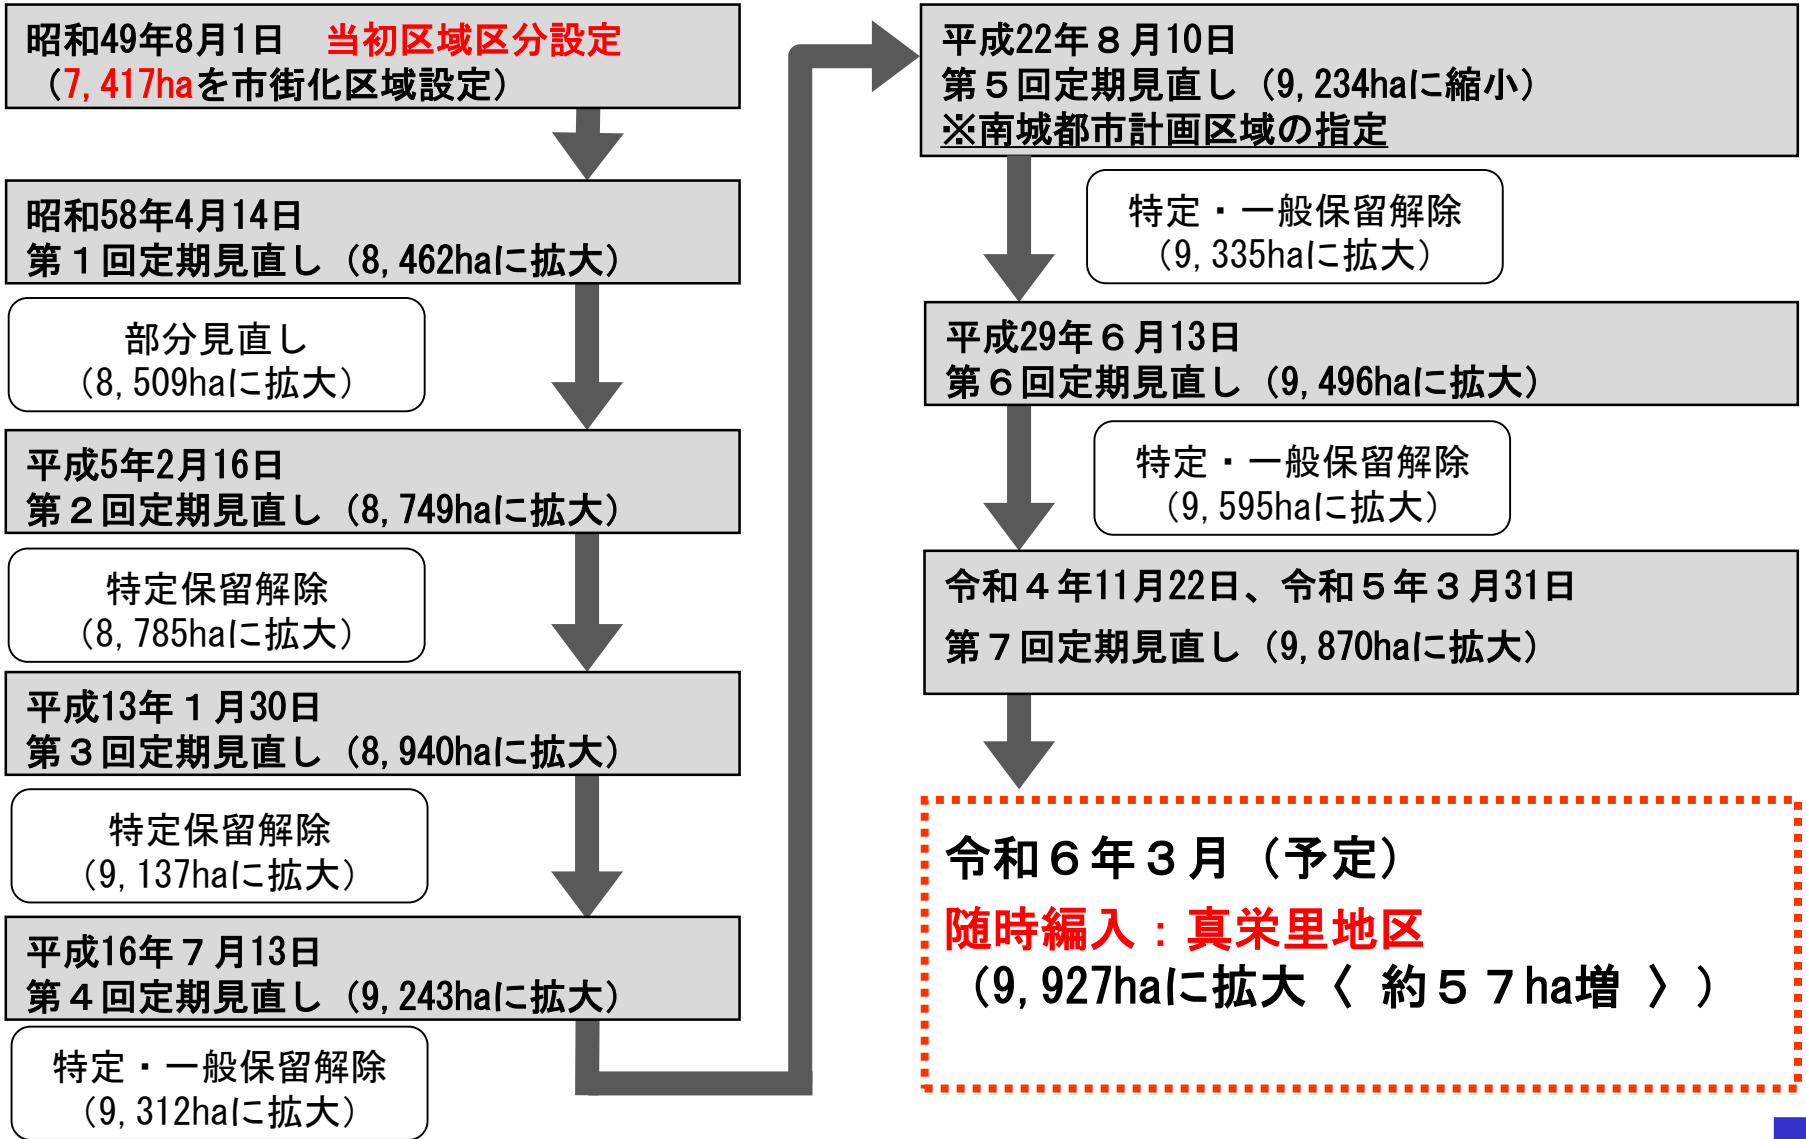 昭和49年8月1日　当初区域区分設定
（7,417haを市街化区域設定）
昭和58年4月14日
第１回定期見直し（8,462haに拡大）
部分見直し
（8,509haに拡大）
平成5年2月16日
第２回定期見直し（8,749haに拡大）
特定保留解除
（8,785haに拡大）
平成13年１月30日
第３回定期見直し（8,940haに拡大）
特定保留解除
（9,137haに拡大）
平成16年７月13日
第４回定期見直し（9,243haに拡大）
特定・一般保留解除
（9,312haに拡大）
平成22年８月10日
第５回定期見直し（9,234haに縮小）
※南城都市計画区域の指定
特定・一般保留解除
（9,335haに拡大）
平成29年６月13日
第６回定期見直し（9,496haに拡大）
特定・一般保留解除
（9,595haに拡大）
令和４年11月22日、令和５年３月31日
第７回定期見直し（9,870haに拡大）
令和６年３月（予定）
随時編入：真栄里地区
（9,927haに拡大〈 約５７ha増 〉）